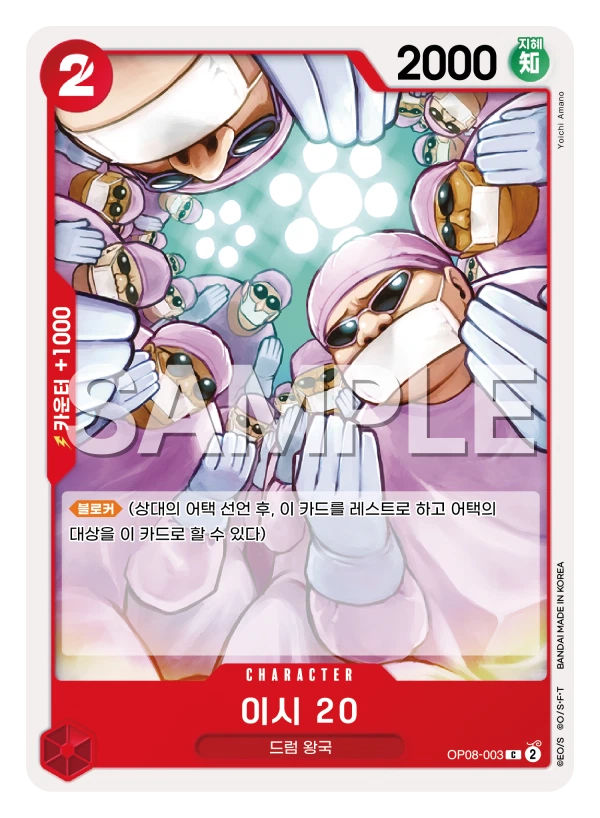 2
2000
지혜
知
Yoichi Amano
⚡카운터 +1000
SAMPLE
블로커 (상대의 어택 선언 후, 이 카드를 레스트로 하고 어택의
대상을 이 카드로 할 수 있다)
CHARACTER
이시 20
드럼 왕국
OP08-003 C 2
©EO/S ©O/S·F·T BANDAI MADE IN KOREA